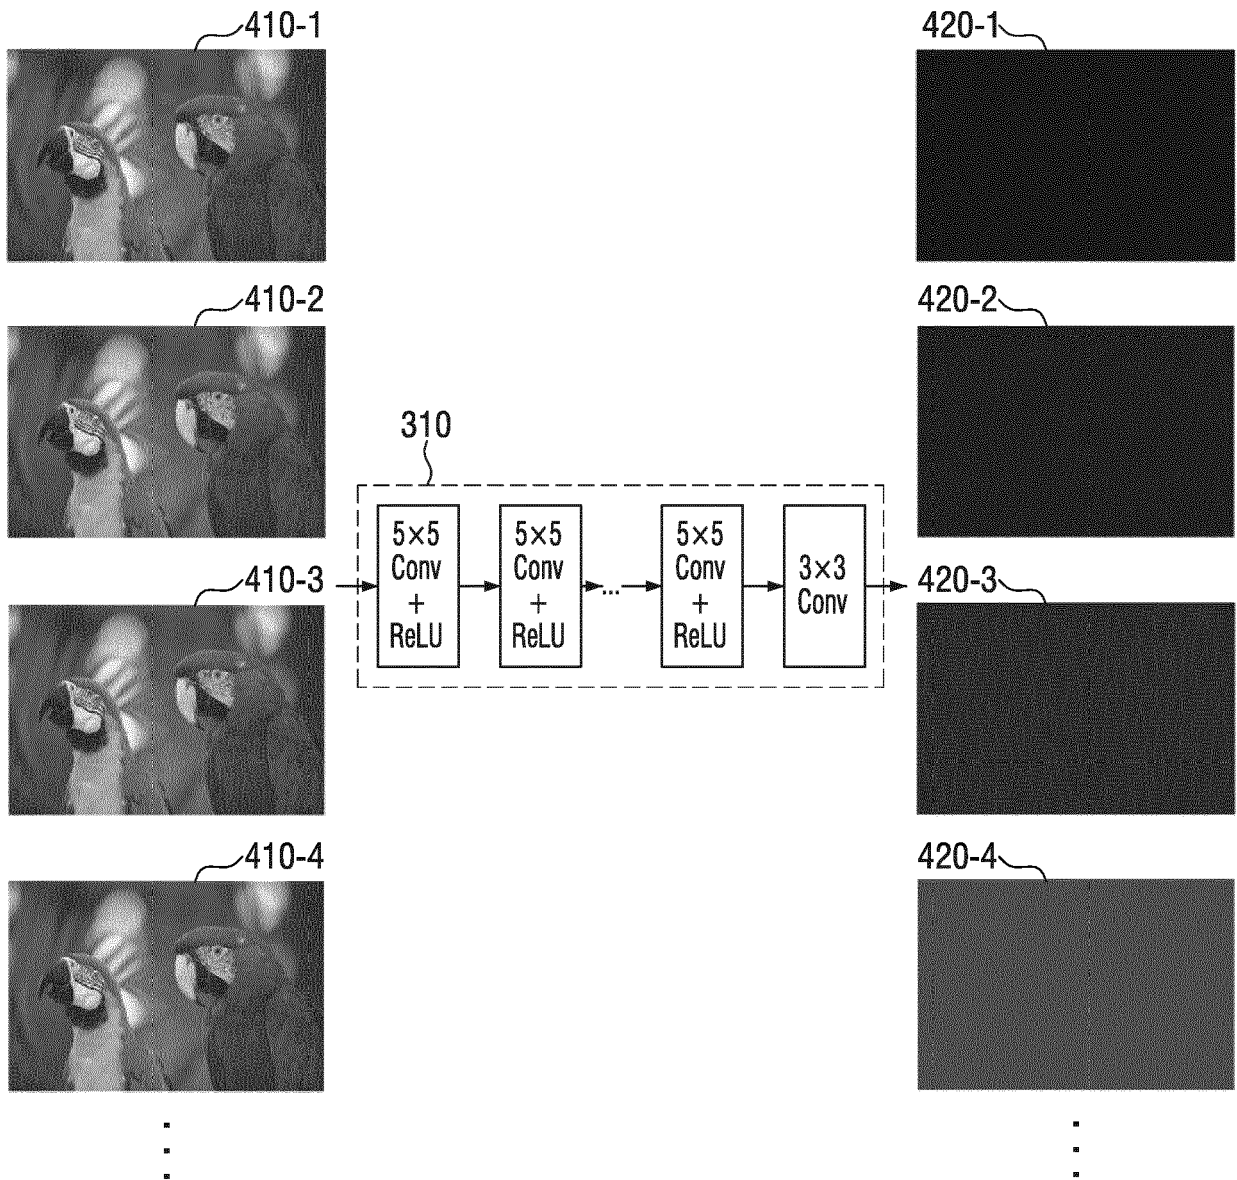 410-1
420-1
410-2
420-2
310
5×5
Conv
+
ReLU
5×5
Conv
+
ReLU
...
5×5
Conv
+
ReLU
3×3
Conv
410-3
420-3
410-4
420-4